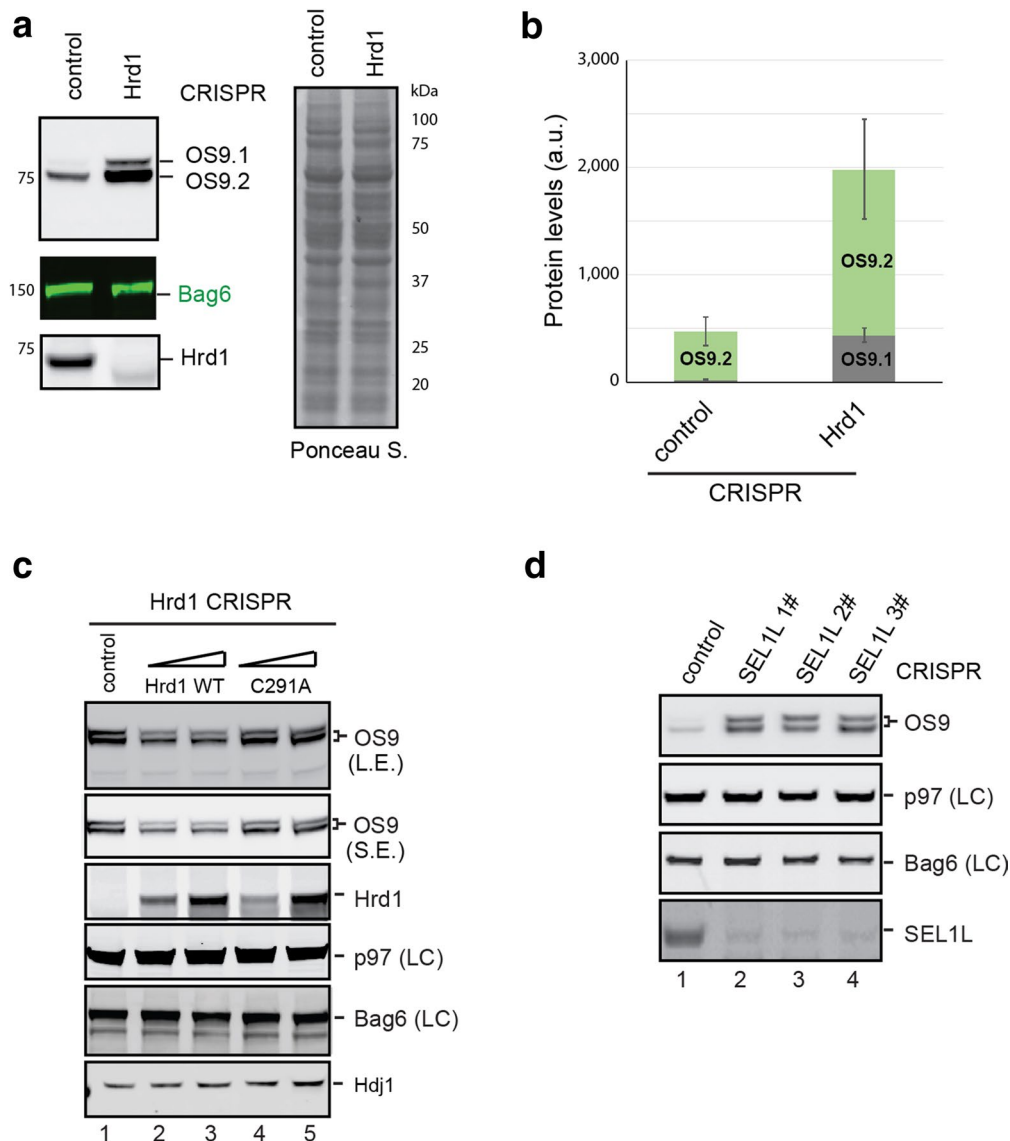 a
control
Hrd1
CRISPR
OS9.1
75
OS9.2
150
Bag6
75
Hrd1
control
Hrd1
kDa
100
75
50
37
25
20
Ponceau S.
b
Protein levels (a.u.)
3,000
2,000
1,000
0
OS9.2
OS9.2
OS9.1
control
Hrd1
CRISPR
c
Hrd1 CRISPR
control
Hrd1 WT
C291A
OS9
(L.E.)
OS9
(S.E.)
Hrd1
p97 (LC)
Bag6 (LC)
Hdj1
1 2 3 4 5
d
control
SEL1L 1#
SEL1L 2#
SEL1L 3#
CRISPR
OS9
p97 (LC)
Bag6 (LC)
SEL1L
1 2 3 4